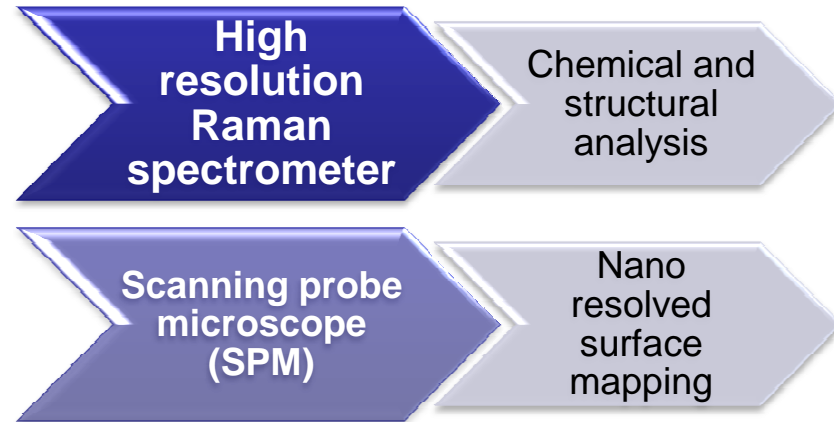 High
resolution
Raman
spectrometer
Chemical and
structural
analysis
Scanning probe
microscope
(SPM)
Nano
resolved
surface
mapping